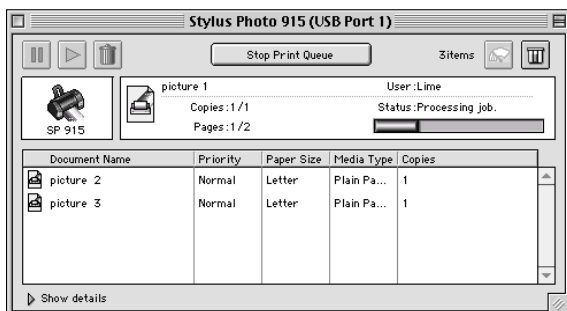 Stylus Photo 915 (USB Port 1)
Stop Print Queue
3items
picture 1
User:Lime
Copies:1/1
Status:Processing job.
SP 915
Pages:1/2
Document Name Priority Paper Size Media Type Copies
picture 2 Normal Letter Plain Pa... 1
picture 3 Normal Letter Plain Pa... 1
Show details